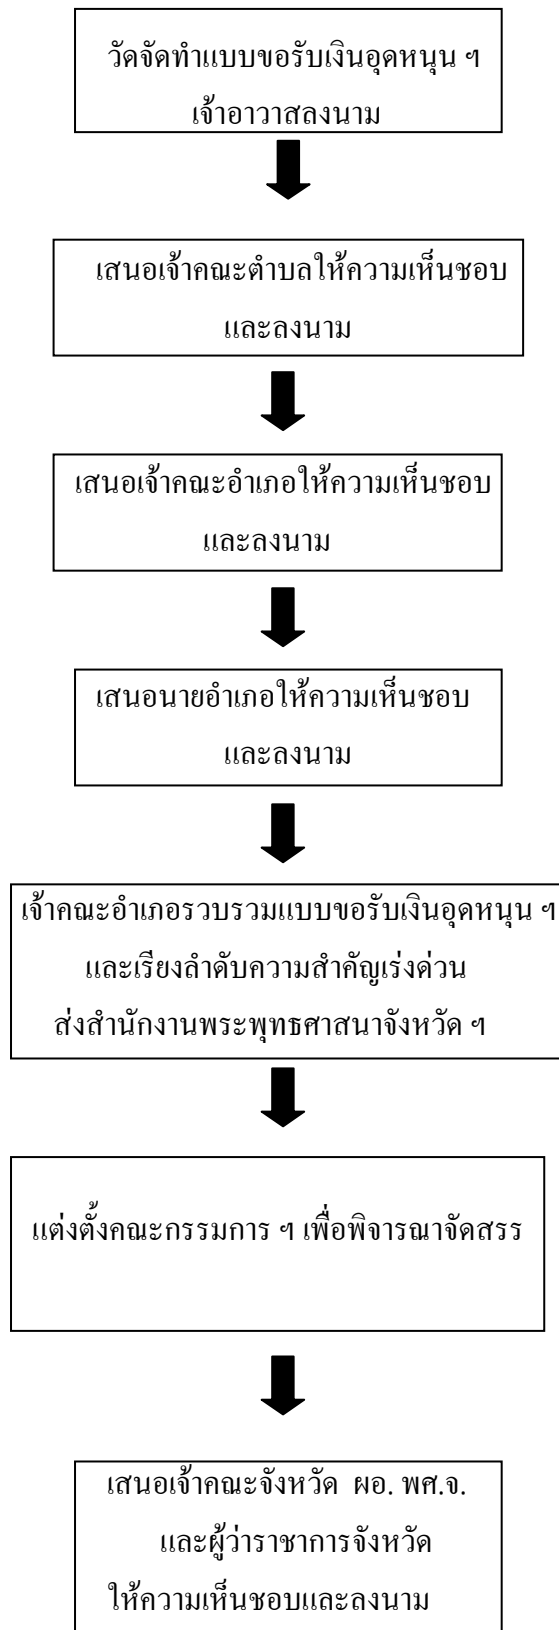 วัดจัดทำแบบขอรับเงินอุดหนุน ฯ
เจ้าอาวาสลงนาม
เสนอเจ้าคณะตำบลให้ความเห็นชอบ
และลงนาม
เสนอเจ้าคณะอำเภอให้ความเห็นชอบ
และลงนาม
เสนอนายอำเภอให้ความเห็นชอบ
และลงนาม
เจ้าคณะอำเภอรวบรวมแบบขอรับเงินอุดหนุน ฯ
และเรียงลำดับความสำคัญเร่งด่วน
ส่งสำนักงานพระพุทธศาสนาจังหวัด ฯ
แต่งตั้งคณะกรรมการ ฯ เพื่อพิจารณาจัดสรร
เสนอเจ้าคณะจังหวัด ผอ. พศ.จ.
และผู้ว่าราชาการจังหวัด
ให้ความเห็นชอบและลงนาม